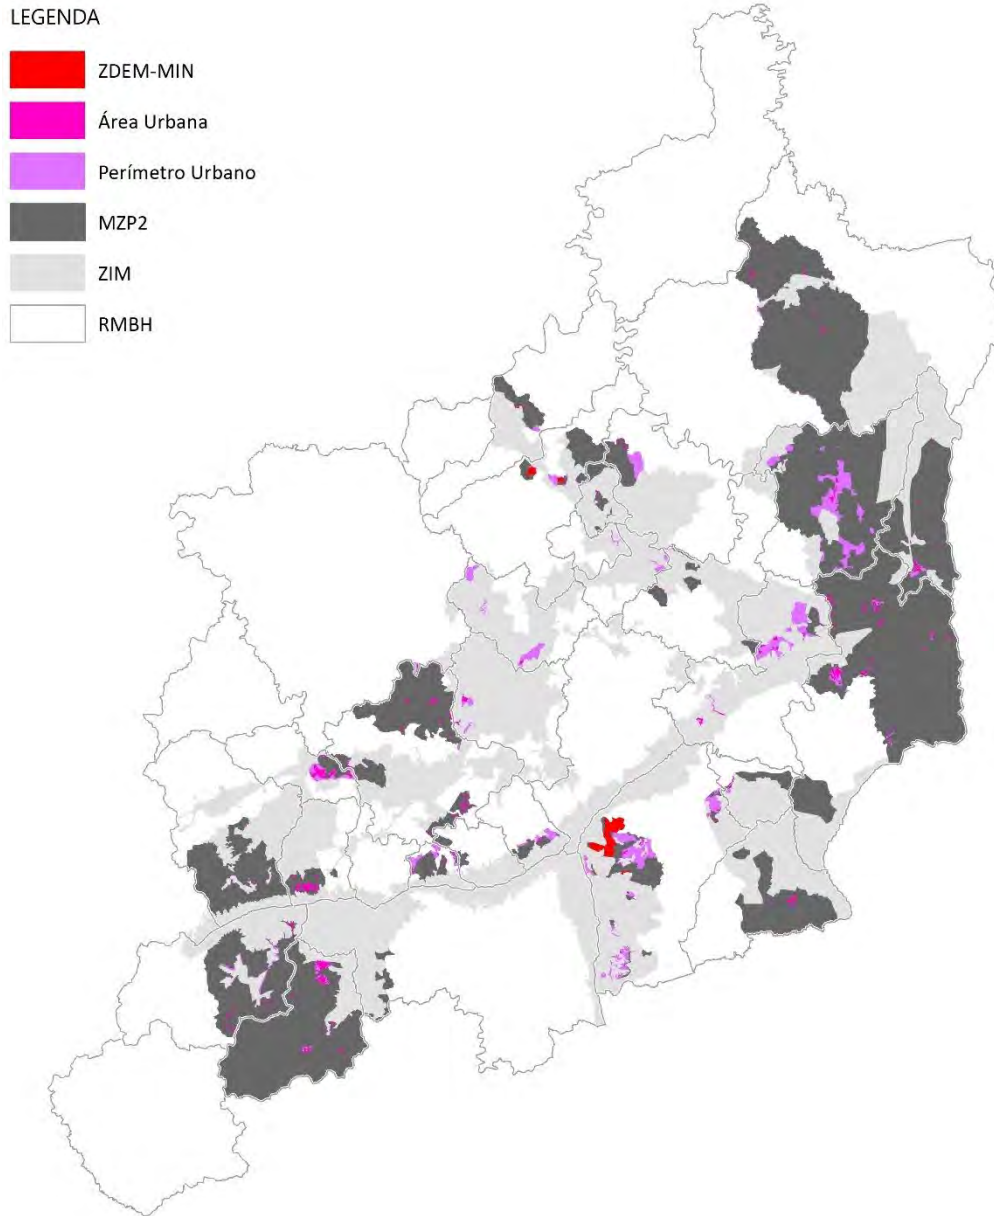 LEGENDA
ZDEM-MIN
Área Urbana
Perímetro Urbano
MZP2
ZIM
RMBH